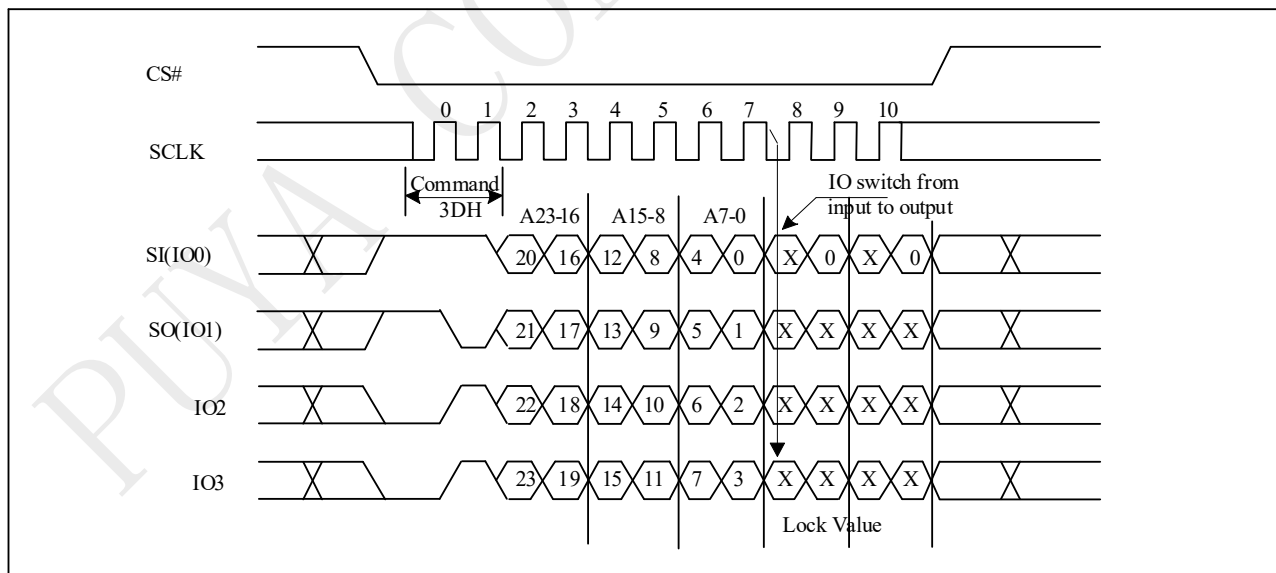 PUYA CO
CS#
0 1 2 3 4 5 6 7 8 9 10
SCLK
Command
3DH
IO switch from
input to output
A23-16 A15-8 A7-0
SI(IO0) 20 16 12 8 4 0 X 0 X 0
SO(IO1) 21 17 13 9 5 1 X X X X
IO2 22 18 14 10 6 2 X X X X
IO3 23 19 15 11 7 3 X X X X
Lock Value